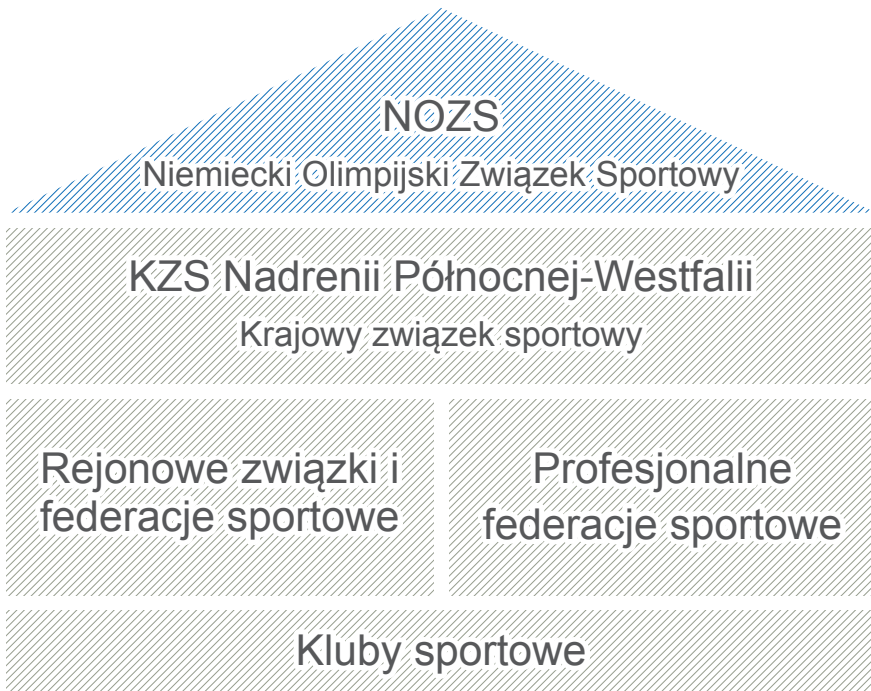 NOZS
Niemiecki Olimpijski Związek Sportowy
KZS Nadrenii Północnej-Westfalii
Krajowy związek sportowy
Rejonowe związki i
federacje sportowe
Profesjonalne
federacje sportowe
Kluby sportowe